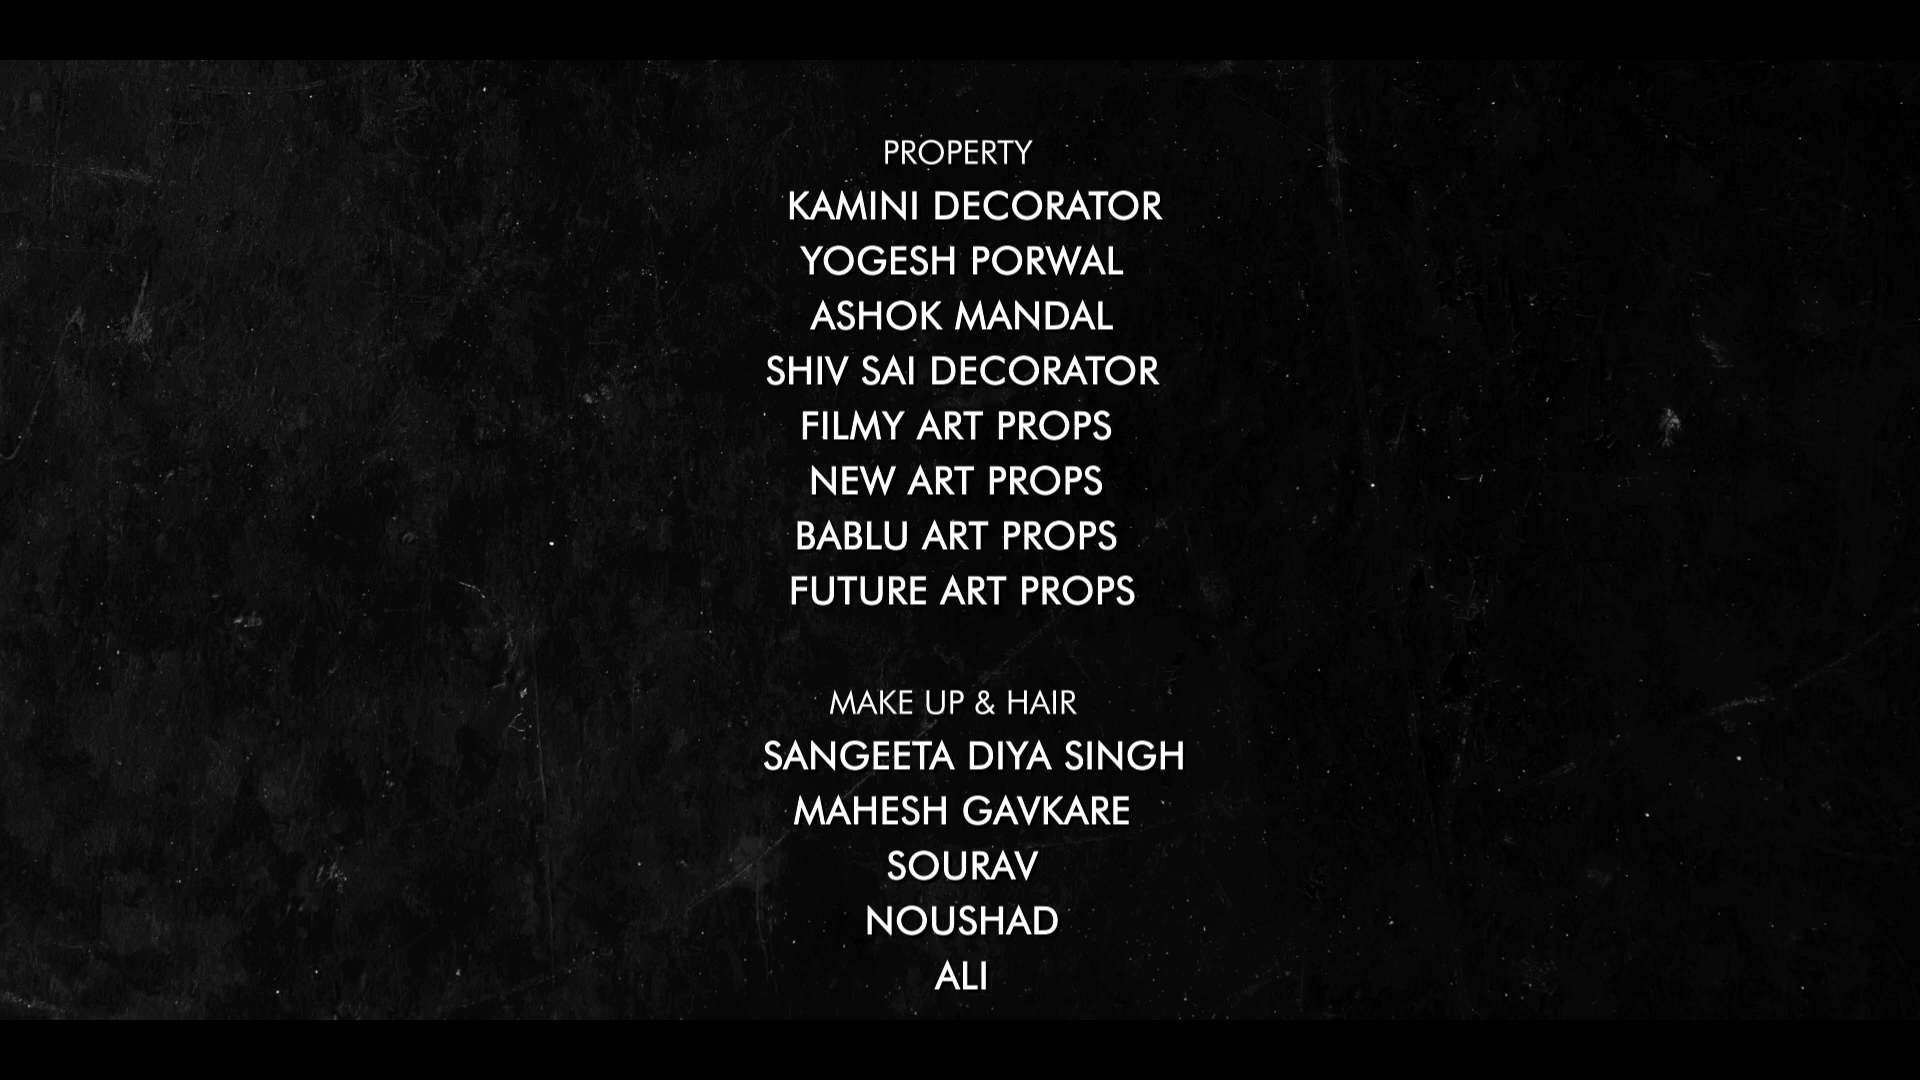 PROPERTY
KAMINI DECORATOR
YOGESH PORWAL
ASHOK MANDAL
SHIV SAI DECORATOR
FILMY ART PROPS
NEW ART PROPS
BABLU ART PROPS
FUTURE ART PROPS
MAKE UP & HAIR
SANGEETA DIYA SINGH
MAHESH GAVKARE
SOURAV
NOUSHAD
ALI